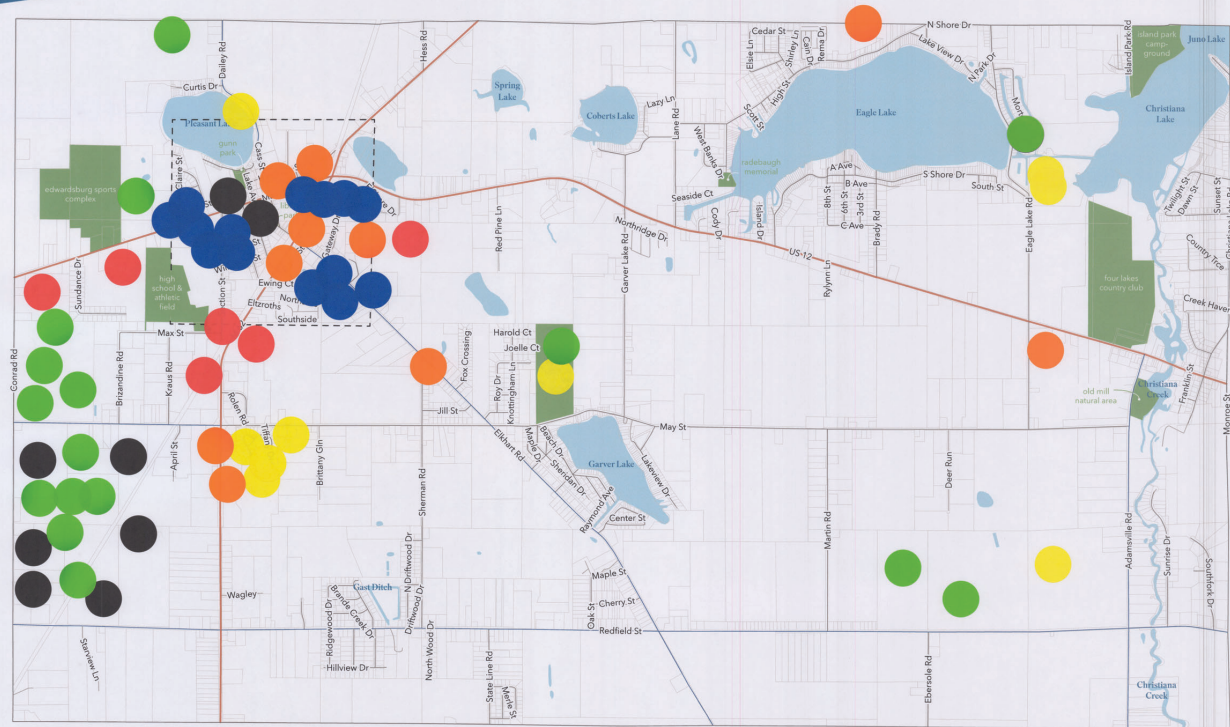 N Shore Dr
Cedar St
Juno Lake
island park
camp-
ground
Island Park Rd
Elsie Ln
Shirley Ln
Cain Dr
Rema Dr
Lake View Dr
N Park Dr
Dailey Rd
Hess Rd
Curtis Dr
Spring
Lake
Coberts Lake
Lazy Ln
Lane Rd
High St
Scott St
Eagle Lake
Christiana
Lake
Cass St
Claire St
West Banks Dr
radebaugh
memorial
A Ave
B Ave
C Ave
8th St
6th St
3rd St
S Shore Dr
South St
edwardsburg sports
complex
Seaside Ct
Cody Dr
Island Dr
Brady Rd
Eagle Lake Rd
Twilight St
Dawn St
Sunset St
Red Pine Ln
Northridge Dr
Garver Lake Rd
US-12
Rylynn Ln
Country Trce
four lakes
country club
Creek Haven
Sundance Dr
high
school &
athletic
field
Gateway Dr
Ewing Ct
Eltzroths
Southside
Max St
Harold Ct
Joelle Ct
Conrad Rd
Brizandine Rd
Kraus Rd
Fox Crossing
Roy Dr
Knottingham Ln
Jill St
old mill
natural area
Christiana
Creek
Franklin St
Monroe St
Rolen Rd
April St
Brittany Gln
May St
Elkhart Rd
Maple Dr
Beach Dr
Sheridan Dr
Garver Lake
Lakeview Dr
Sherman Rd
Deer Run
Raymond Ave
Center St
Martin Rd
Adamsville Rd
Sunrise Dr
Southfork Dr
Wagley
Gast Ditch
N Driftwood Dr
Driftwood Dr
Brande Creek Dr
Ridgewood Dr
Maple St
Cherry St
Oak St
Redfield St
Starview Ln
Hillview Dr
North Wood Dr
State Line Rd
Merle St
Ebersole Rd
Christiana
Creek